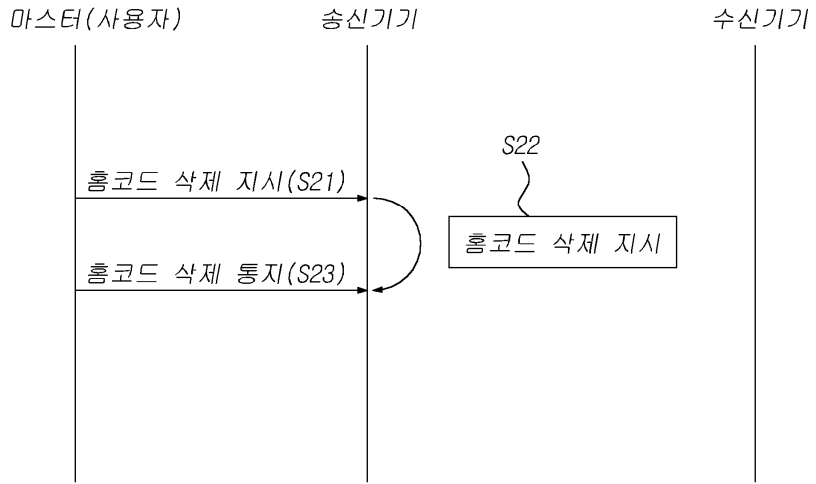 마스터(사용자)
송신기기
수신기기
S22
홈코드 삭제 지시(S21)
홈코드 삭제 지시
홈코드 삭제 통지(S23)